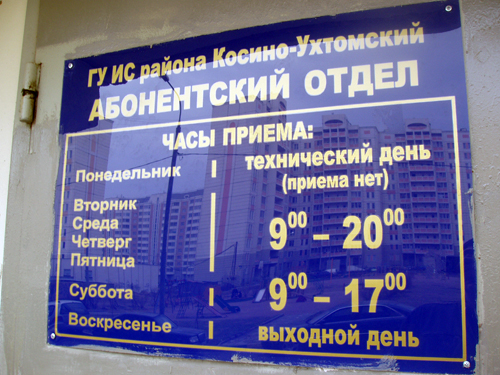 ГУ ИС района Косино-Ухтомский
АБОНЕНТСКИЙ ОТДЕЛ
ЧАСЫ ПРИЕМА:
Понедельник технический день
(приема нет)
Вторник
Среда
Четверг
Пятница
9⁰⁰ – 20⁰⁰
Суббота 9⁰⁰ – 17⁰⁰
Воскресенье выходной день